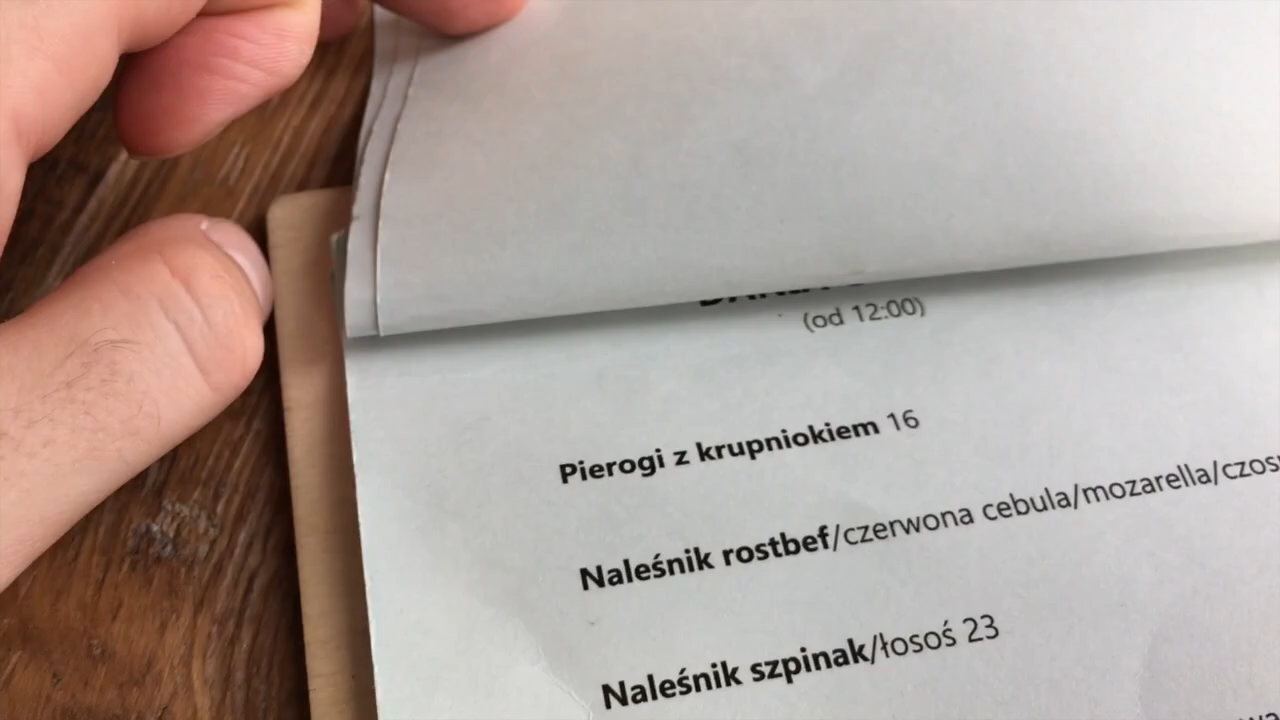 (od 12:00)
Pierogi z krupniokiem 16
Naleśnik rostbef/czerwona cebula/mozarella/
Naleśnik szpinak/łosoś 23